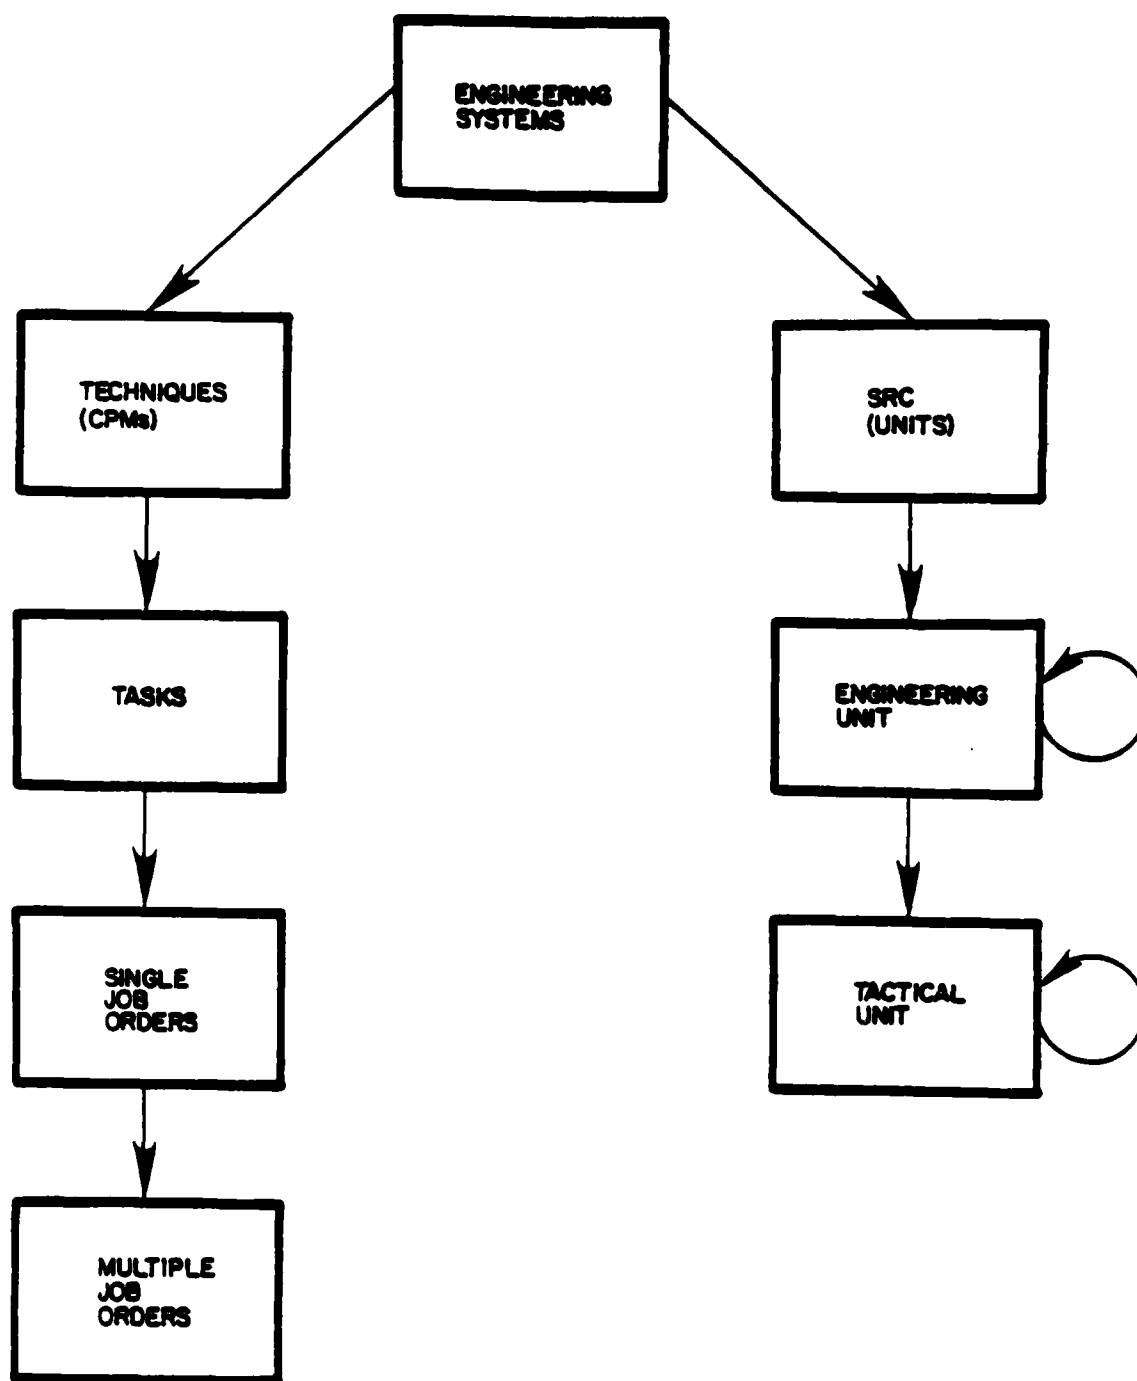 ENGINEERING
SYSTEMS
TECHNIQUES
(CPMs)
SRC
(UNITS)
TASKS
ENGINEERING
UNIT
SINGLE
JOB
ORDERS
TACTICAL
UNIT
MULTIPLE
JOB
ORDERS